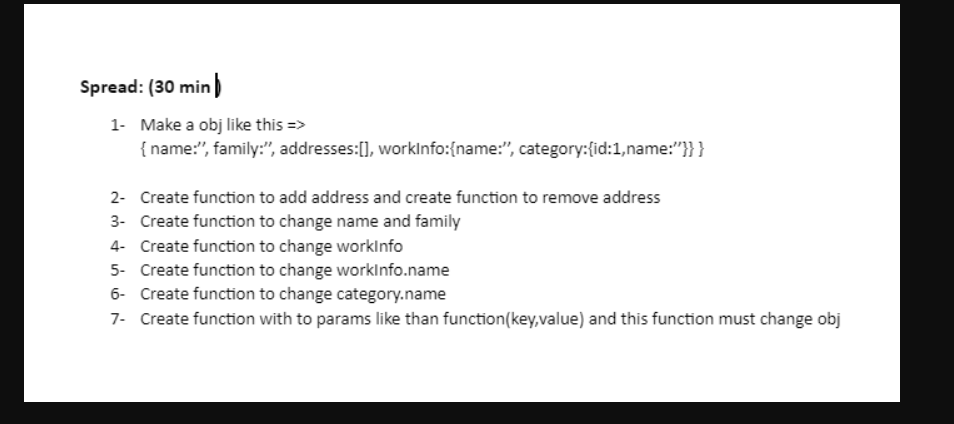 Spread: (30 min)
1- Make a obj like this =>
{ name:'', family:'', addresses:[], workInfo:{name:'', category:{id:1,name:''}} }
2- Create function to add address and create function to remove address
3- Create function to change name and family
4- Create function to change workInfo
5- Create function to change workInfo.name
6- Create function to change category.name
7- Create function with to params like than function(key,value) and this function must change obj